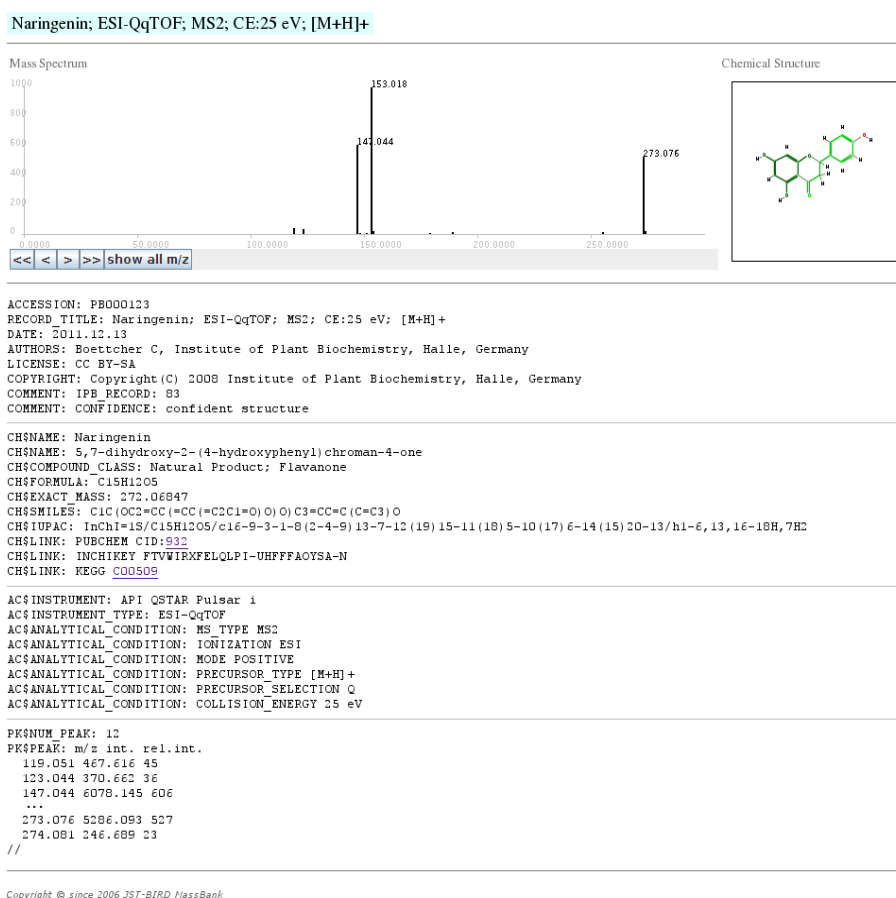 Naringenin; ESI-QqTOF; MS2; CE:25 eV; [M+H]+
Mass Spectrum
Chemical Structure
1000
800
600
400
200
0
153.018
147.044
273.076
0.0000 50.0000 100.0000 150.0000 200.0000 250.0000
<< < > >> show all m/z
ACCESSION: PB000123
RECORD_TITLE: Naringenin; ESI-QqTOF; MS2; CE:25 eV; [M+H]+
DATE: 2011.12.13
AUTHORS: Boettcher C, Institute of Plant Biochemistry, Halle, Germany
LICENSE: CC BY-SA
COPYRIGHT: Copyright(C) 2008 Institute of Plant Biochemistry, Halle, Germany
COMMENT: IPB_RECORD: 83
COMMENT: CONFIDENCE: confident structure
CH$NAME: Naringenin
CH$NAME: 5,7-dihydroxy-2-(4-hydroxyphenyl)chroman-4-one
CH$COMPOUND_CLASS: Natural Product; Flavanone
CH$FORMULA: C15H12O5
CH$EXACT_MASS: 272.06847
CH$SMILES: C1C(OC2=CC(=CC(=C2C1=O)O)O)C3=CC=C(C=C3)O
CH$IUPAC: InChI=1S/C15H12O5/c16-9-3-1-8(2-4-9)13-7-12(19)15-11(18)5-10(17)6-14(15)20-13/h1-6,13,16-18H,7H2
CH$LINK: PUBCHEM CID:932
CH$LINK: INCHIKEY FTVWIRXFELQLPI-UHFFFAOYSA-N
CH$LINK: KEGG C00509
AC$INSTRUMENT: API QSTAR Pulsar i
AC$INSTRUMENT_TYPE: ESI-QqTOF
AC$ANALYTICAL_CONDITION: MS_TYPE MS2
AC$ANALYTICAL_CONDITION: IONIZATION ESI
AC$ANALYTICAL_CONDITION: MODE POSITIVE
AC$ANALYTICAL_CONDITION: PRECURSOR_TYPE [M+H]+
AC$ANALYTICAL_CONDITION: PRECURSOR_SELECTION Q
AC$ANALYTICAL_CONDITION: COLLISION_ENERGY 25 eV
PK$NUM_PEAK: 12
PK$PEAK: m/z int. rel.int.
119.051 467.616 45
123.044 370.662 36
147.044 6078.145 606
...
273.076 5286.093 527
274.081 246.689 23
//
Copyright © since 2006 JST-BIRD MassBank